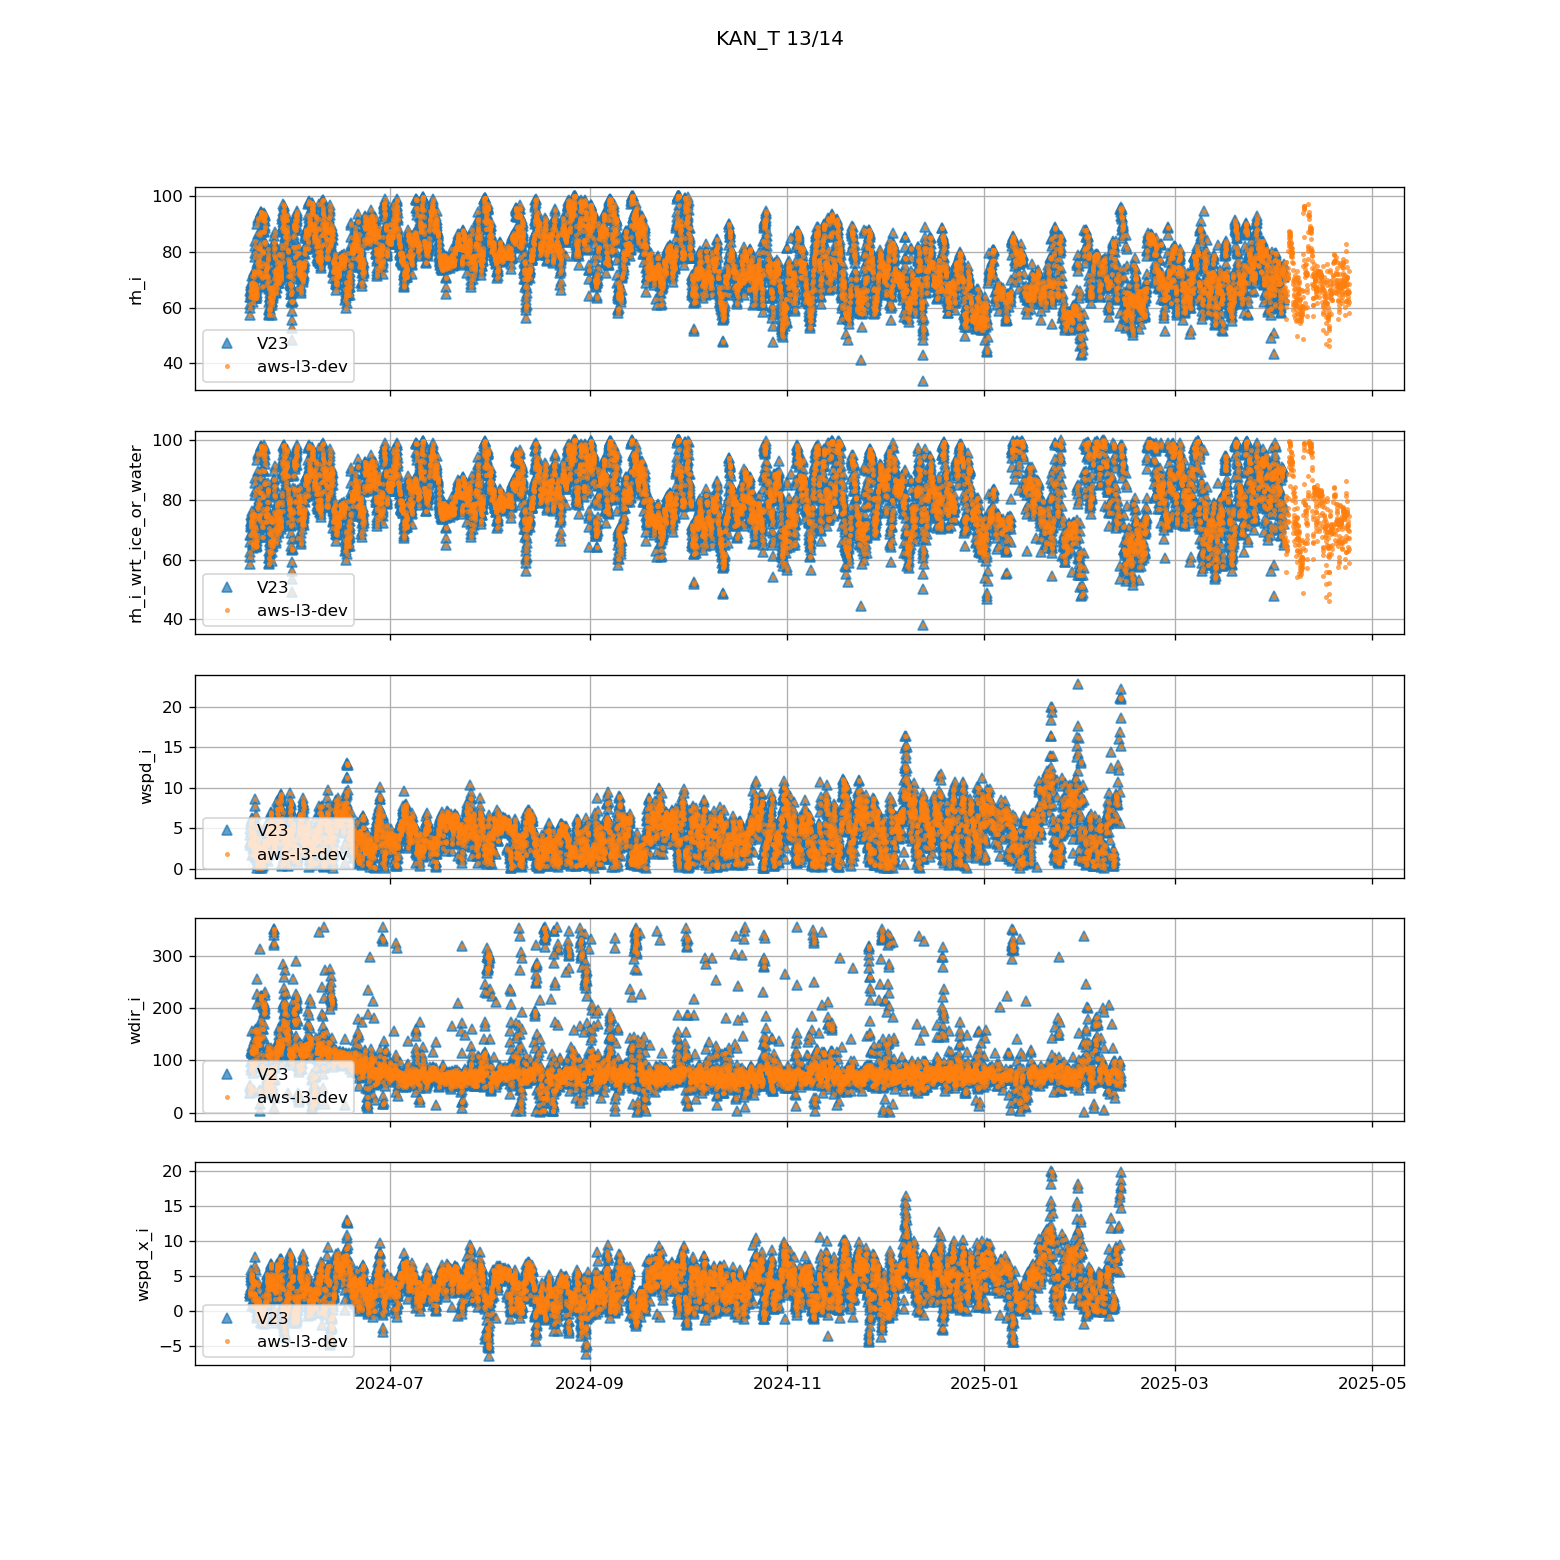 KAN_T 13/14
100
80
60
40
rh_i
V23
aws-l3-dev
100
80
60
40
rh_i_wrt_ice_or_water
V23
aws-l3-dev
20
15
10
5
0
wspd_i
V23
aws-l3-dev
300
200
100
0
wdir_i
V23
aws-l3-dev
20
15
10
5
0
−5
wspd_x_i
V23
aws-l3-dev
2024-07 2024-09 2024-11 2025-01 2025-03 2025-05